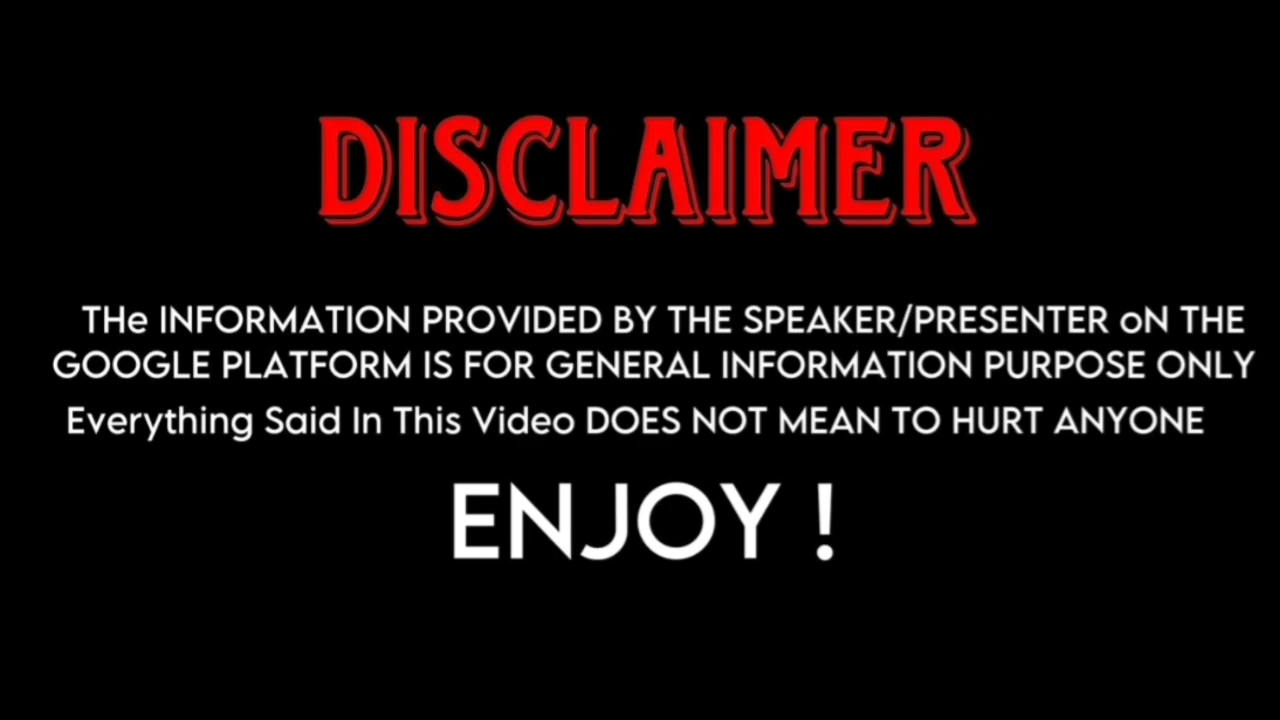 DISCLAIMER
THe INFORMATION PROVIDED BY THE SPEAKER/PRESENTER oN THE
GOOGLE PLATFORM IS FOR GENERAL INFORMATION PURPOSE ONLY
Everything Said In This Video DOES NOT MEAN TO HURT ANYONE
ENJOY !